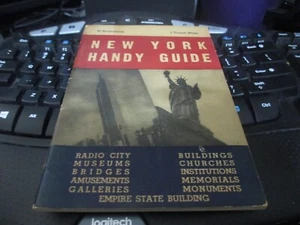 NEW YORK
HANDY GUIDE
RADIO CITY
BUILDINGS
MUSEUMS
CHURCHES
BRIDGES
INSTITUTIONS
AMUSEMENTS
MEMORIALS
GALLERIES
MONUMENTS
EMPIRE STATE BUILDING
logitech